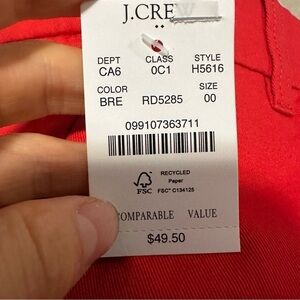 J.CRE
DEPT CLASS STYLE
CA6 0C1 H5616
COLOR SIZE
BRE RD5285 00
099107363711
RECYCLED
Paper
FSC FSC® C134125
COMPARABLE VALUE
$49.50